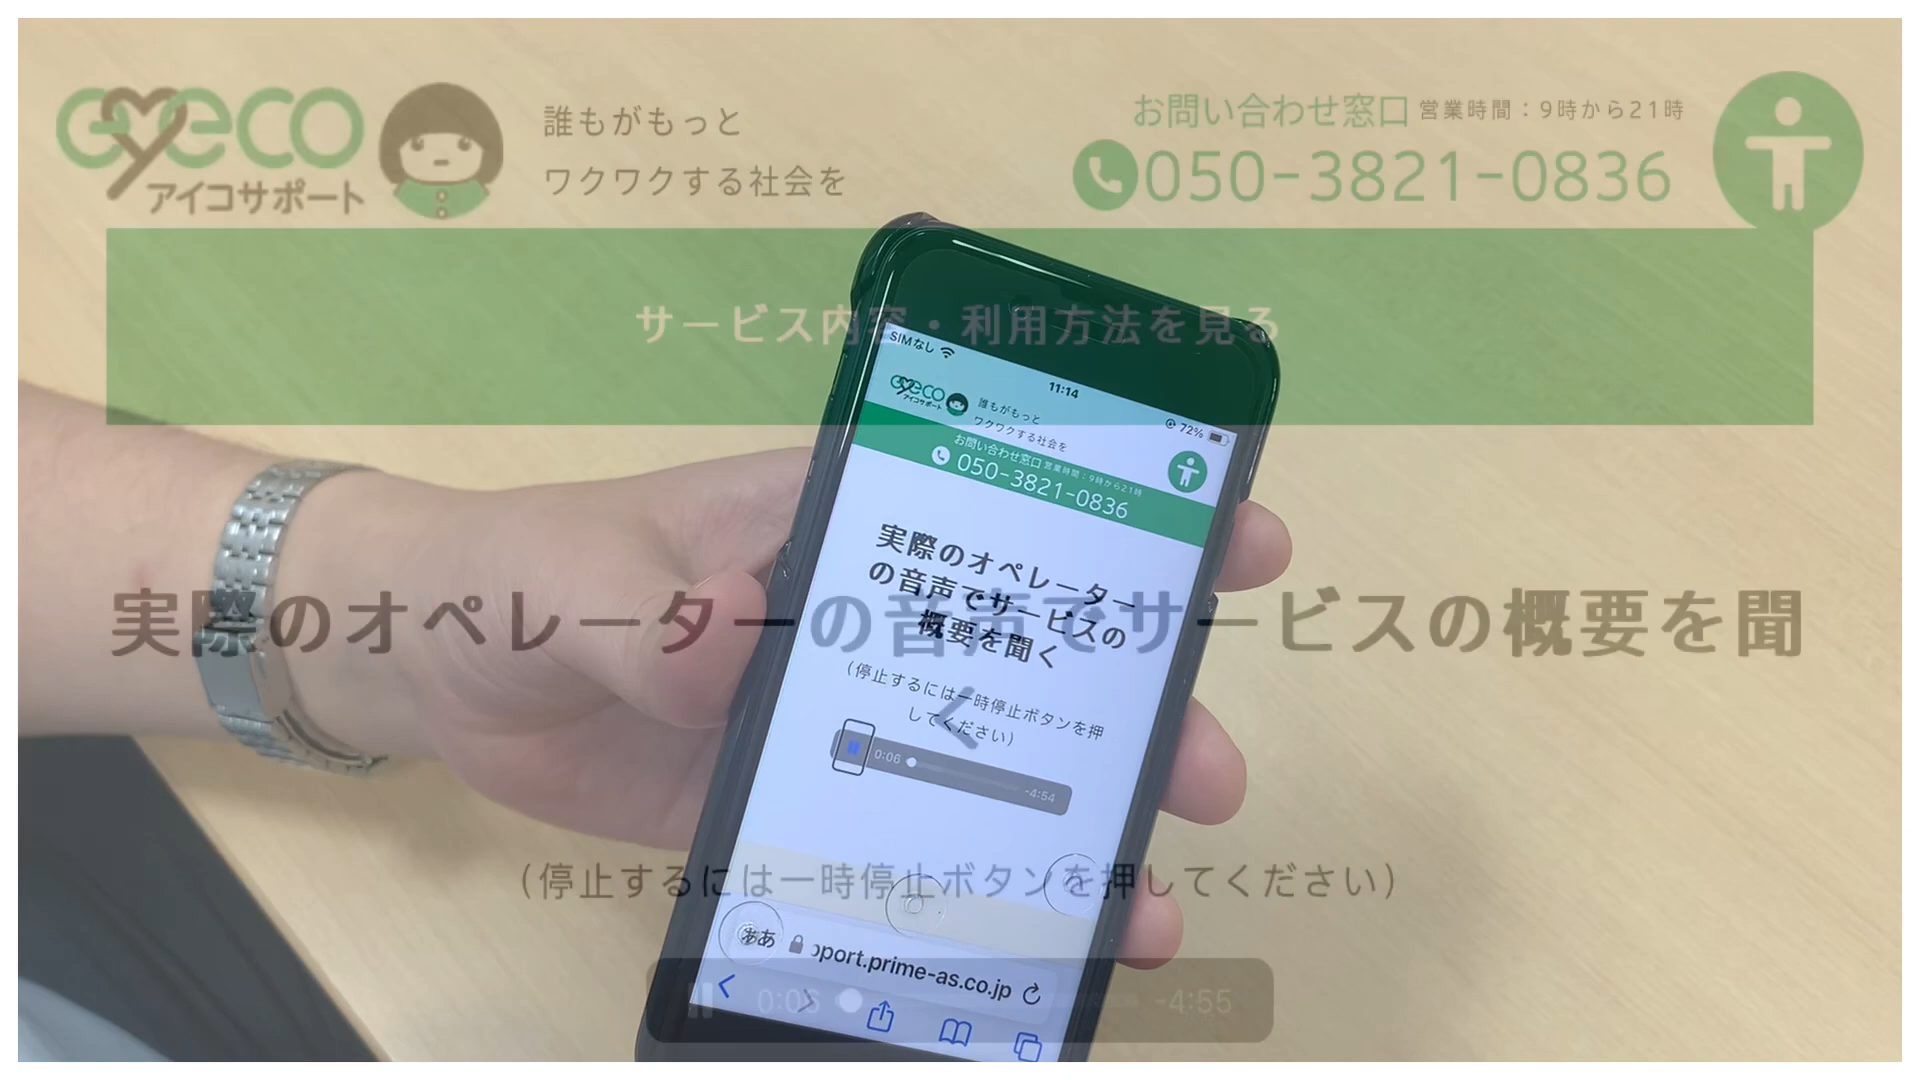 eyeco
アイコサポート
誰もがもっと
ワクワクする社会を
お問い合わせ窓口 営業時間：9時から21時
050-3821-0836
サービス内容・利用方法を見る
実際のオペレーターの音声でサービスの概要を聞
く
（停止するには一時停止ボタンを押してください）
0:06 -4:55
SIMなし 11:14 72%
eyeco
アイコサポート
誰もがもっと
ワクワクする社会を
お問い合わせ窓口 営業時間：9時から21時
050-3821-0836
実際のオペレーター
の音声でサービスの
概要を聞く
（停止するには一時停止ボタンを押
してください）
0:06 -4:54
ぁあ pport.prime-as.co.jp